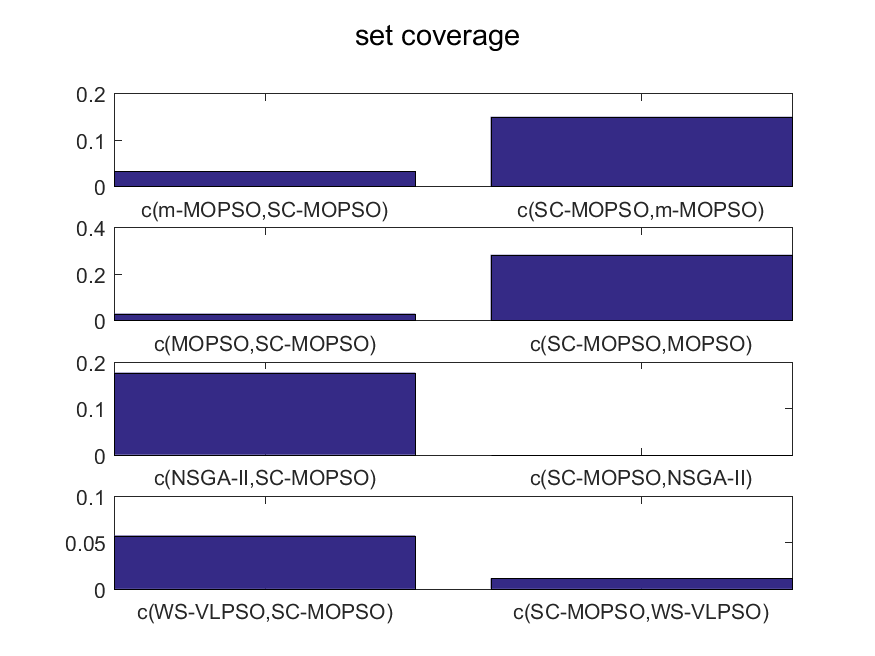 set coverage
0.2
0.1
0
c(m-MOPSO,SC-MOPSO) c(SC-MOPSO,m-MOPSO)
0.4
0.2
0
c(MOPSO,SC-MOPSO) c(SC-MOPSO,MOPSO)
0.2
0.1
0
c(NSGA-II,SC-MOPSO) c(SC-MOPSO,NSGA-II)
0.1
0.05
0
c(WS-VLPSO,SC-MOPSO) c(SC-MOPSO,WS-VLPSO)